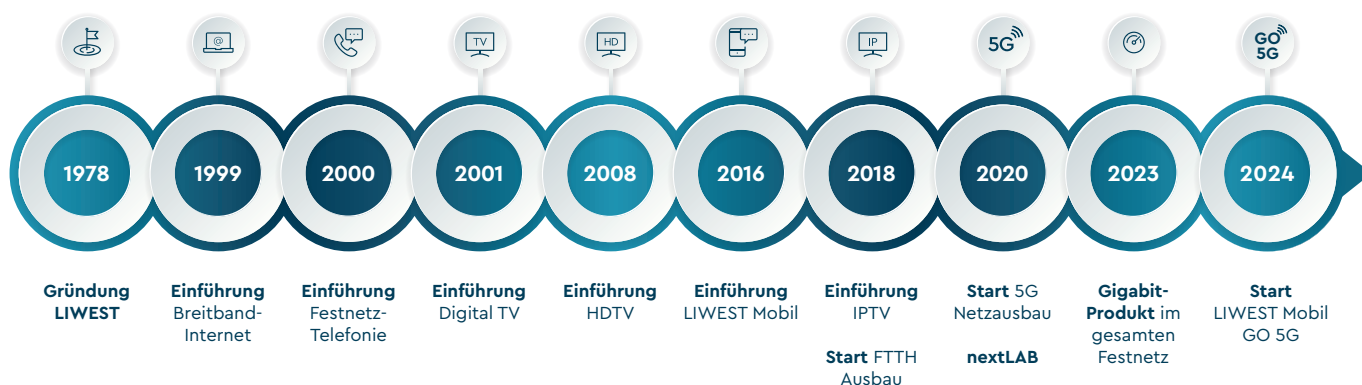 @
TV
HD
IP
5G
GO
5G
1978
1999
2000
2001
2008
2016
2018
2020
2023
2024
Gründung
LIWEST
Einführung
Breitband-
Internet
Einführung
Festnetz-
Telefonie
Einführung
Digital TV
Einführung
HDTV
Einführung
LIWEST Mobil
Einführung
IPTV
Start FTTH
Ausbau
Start 5G
Netzausbau
nextLAB
Gigabit-
Produkt im
gesamten
Festnetz
Start
LIWEST Mobil
GO 5G